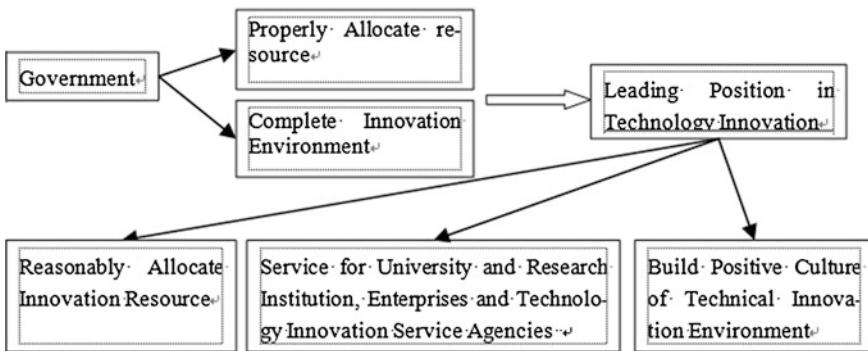 Properly Allocate re-
source
Government
Complete Innovation
Environment
Leading Position in
Technology Innovation
Reasonably Allocate
Innovation Resource
Service for University and Research
Institution, Enterprises and Technolo-
gy Innovation Service Agencies
Build Positive Culture
of Technical Innova-
tion Environment